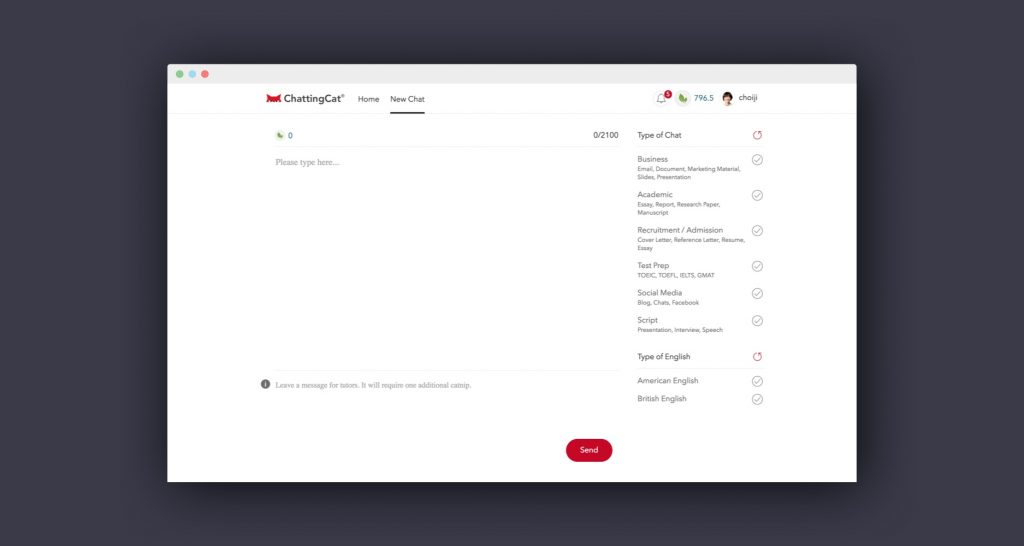 ChattingCat®
Home
New Chat
5
796.5
choiji
0
0/2100
Please type here...
Leave a message for tutors. It will require one additional catnip.
Send
Type of Chat
Business
Email, Document, Marketing Material,
Slides, Presentation
Academic
Essay, Report, Research Paper,
Manuscript
Recruitment / Admission
Cover Letter, Reference Letter, Resume,
Essay
Test Prep
TOEIC, TOEFL, IELTS, GMAT
Social Media
Blog, Chats, Facebook
Script
Presentation, Interview, Speech
Type of English
American English
British English